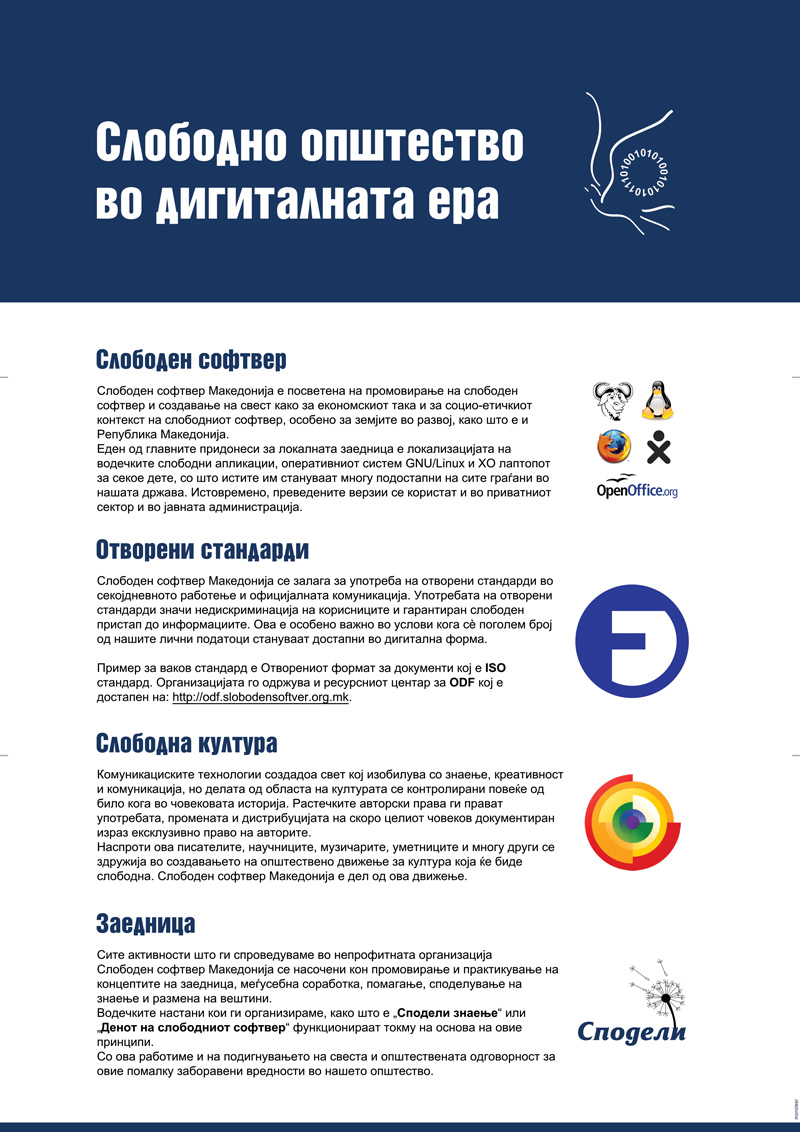 Слободно општество
во дигиталната ера
10100101010010101011
Слободен софтвер
Слободен софтвер Македонија е посветена на промовирање на слободен
софтвер и создавање на свест како за економскиот така и за социо-етичкиот
контекст на слободниот софтвер, особено за земјите во развој, како што е и
Република Македонија.
Еден од главните придонеси за локалната заедница е локализацијата на
водечките слободни апликации, оперативниот систем GNU/Linux и XO лаптопот
за секое дете, со што истите им стануваат многу подостапни на сите граѓани во
нашата држава. Истовремено, преведените верзии се користат и во приватниот
сектор и во јавната администрација.
OpenOffice.org
Отворени стандарди
Слободен софтвер Македонија се залага за употреба на отворени стандарди во
секојдневното работење и официјалната комуникација. Употребата на отворени
стандарди значи недискриминација на корисниците и гарантиран слободен
пристап до информациите. Ова е особено важно во услови кога сè поголем број
од нашите лични податоци стануваат достапни во дигитална форма.
Пример за ваков стандард е Отворениот формат за документи кој е ISO
стандард. Организацијата го одржува и ресурсниот центар за ODF кој е
достапен на: http://odf.slobodensoftver.org.mk.
Слободна култура
Комуникациските технологии создадоа свет кој изобилува со знаење, креативност
и комуникација, но делата од областа на културата се контролирани повеќе од
било кога во човековата историја. Растечките авторски права ги прават
употребата, промената и дистрибуцијата на скоро целиот човеков документиран
израз ексклузивно право на авторите.
Наспроти ова писателите, научниците, музичарите, уметниците и многу други се
здружија во создавањето на општествено движење за култура која ќе биде
слободна. Слободен софтвер Македонија е дел од ова движење.
Заедница
Сите активности што ги спроведуваме во непрофитната организација
Слободен софтвер Македонија се насочени кон промовирање и практикување на
концептите на заедница, меѓусебна соработка, помагање, споделување на
знаење и размена на вештини.
Водечките настани кои ги организираме, како што е „Сподели знаење“ или
„Денот на слободниот софтвер“ функционираат токму на основа на овие
принципи.
Со ова работиме и на подигнувањето на свеста и општествената одговорност за
овие помалку заборавени вредности во нашето општество.
Сподели